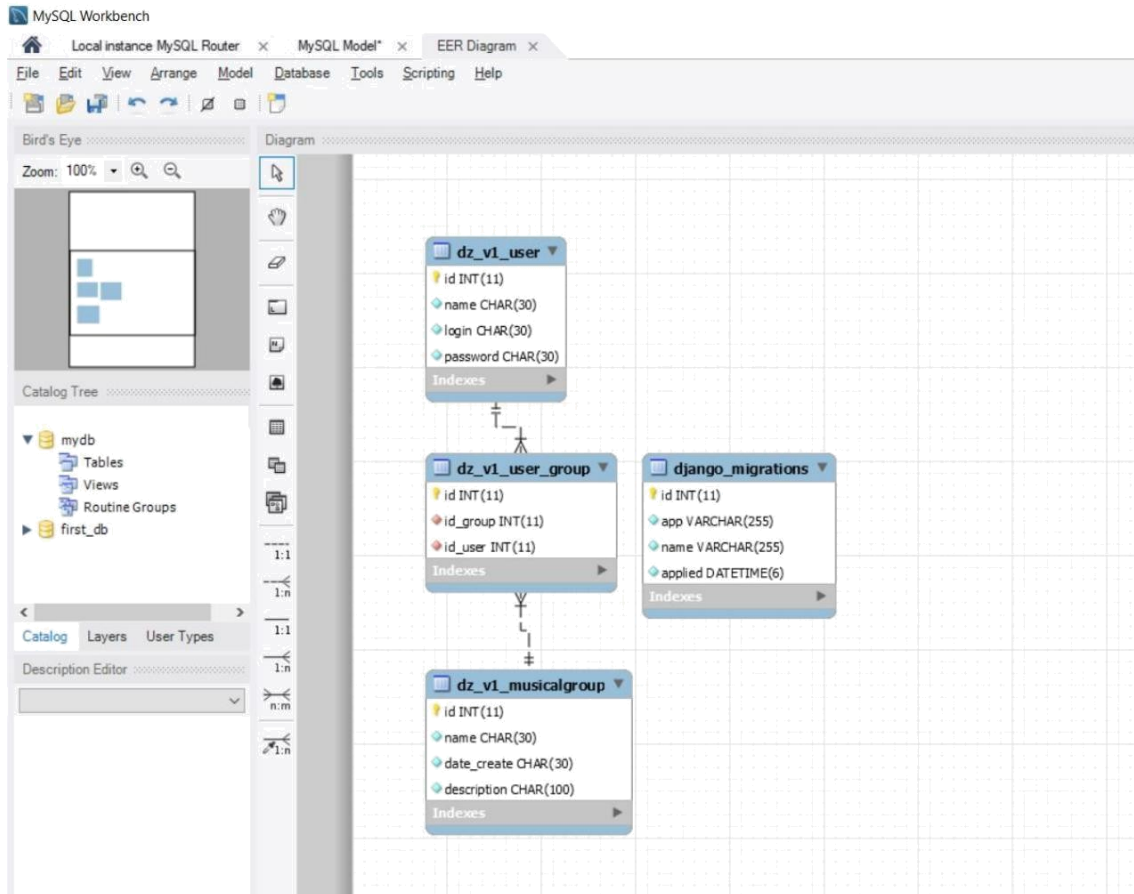 MySQL Workbench
Local instance MySQL Router × MySQL Model* × EER Diagram ×
File Edit View Arrange Model Database Tools Scripting Help
Bird's Eye
Zoom: 100%
Catalog Tree
mydb
Tables
Views
Routine Groups
first_db
Catalog Layers User Types
Description Editor
Diagram
1:1
1:n
1:1
1:n
n:m
1:n
dz_v1_user
id INT(11)
name CHAR(30)
login CHAR(30)
password CHAR(30)
Indexes
dz_v1_user_group
id INT(11)
id_group INT(11)
id_user INT(11)
Indexes
django_migrations
id INT(11)
app VARCHAR(255)
name VARCHAR(255)
applied DATETIME(6)
Indexes
dz_v1_musicalgroup
id INT(11)
name CHAR(30)
date_create CHAR(30)
description CHAR(100)
Indexes